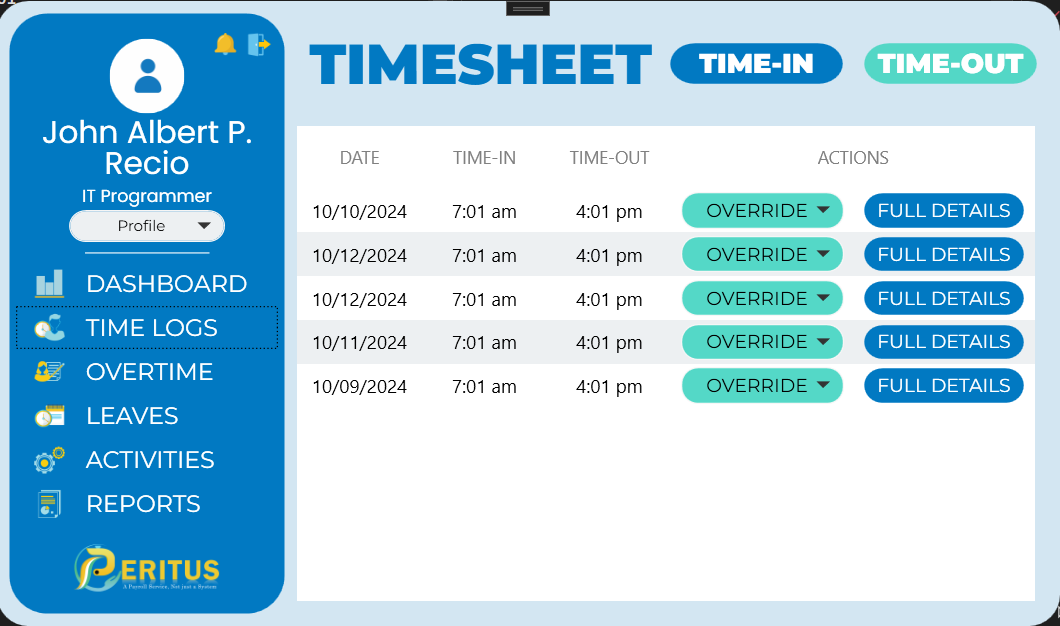 John Albert P.
Recio
IT Programmer
Profile
DASHBOARD
TIME LOGS
OVERTIME
LEAVES
ACTIVITIES
REPORTS
PERITUS
A Payroll Service, Not just a System
TIMESHEET TIME-IN TIME-OUT
DATE TIME-IN TIME-OUT ACTIONS
10/10/2024 7:01 am 4:01 pm OVERRIDE FULL DETAILS
10/12/2024 7:01 am 4:01 pm OVERRIDE FULL DETAILS
10/12/2024 7:01 am 4:01 pm OVERRIDE FULL DETAILS
10/11/2024 7:01 am 4:01 pm OVERRIDE FULL DETAILS
10/09/2024 7:01 am 4:01 pm OVERRIDE FULL DETAILS